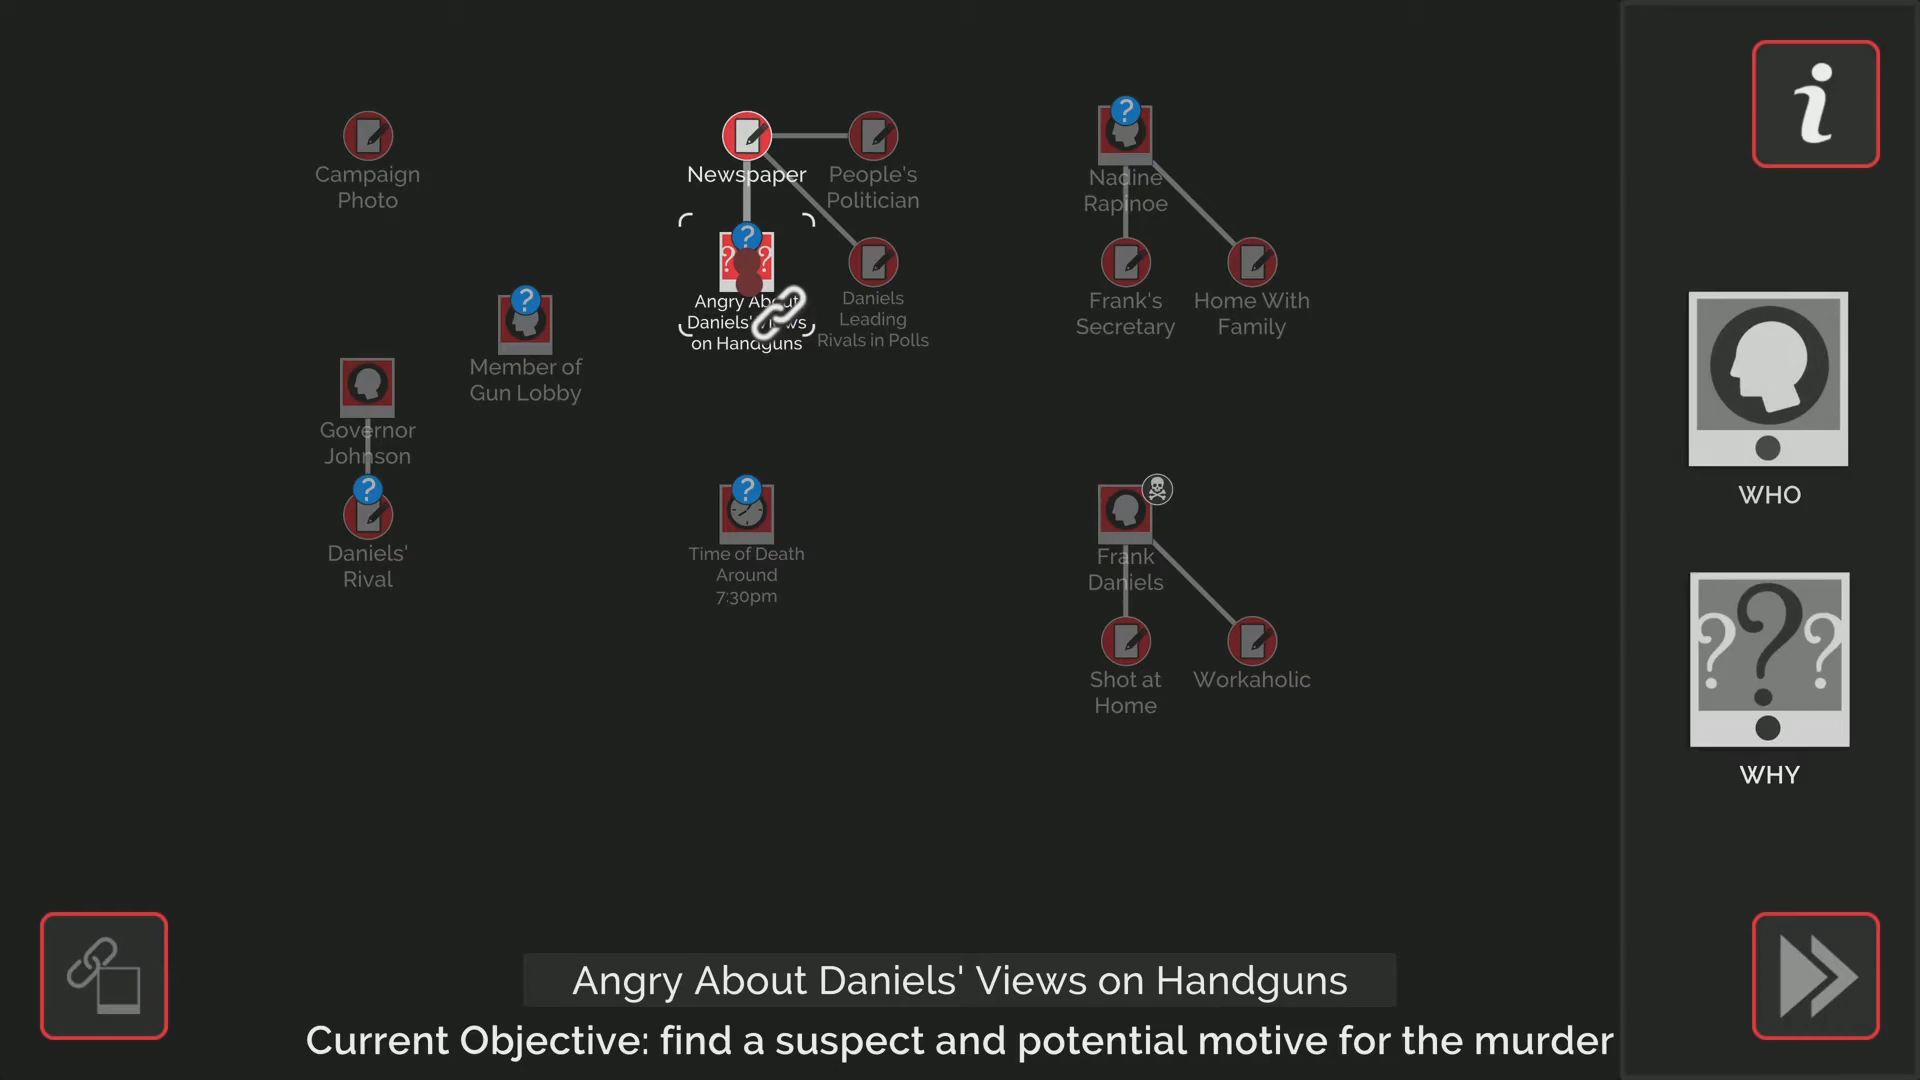 Campaign
Photo
Newspaper
People's
Politician
Nadine
Rapinoe
Angry About
Daniels' Views
on Handguns
Daniels
Leading
Rivals in Polls
Frank's
Secretary
Home With
Family
Member of
Gun Lobby
Governor
Johnson
Daniels'
Rival
Time of Death
Around
7:30pm
Frank
Daniels
Shot at
Home
Workaholic
WHO
WHY
Angry About Daniels' Views on Handguns
Current Objective: find a suspect and potential motive for the murder